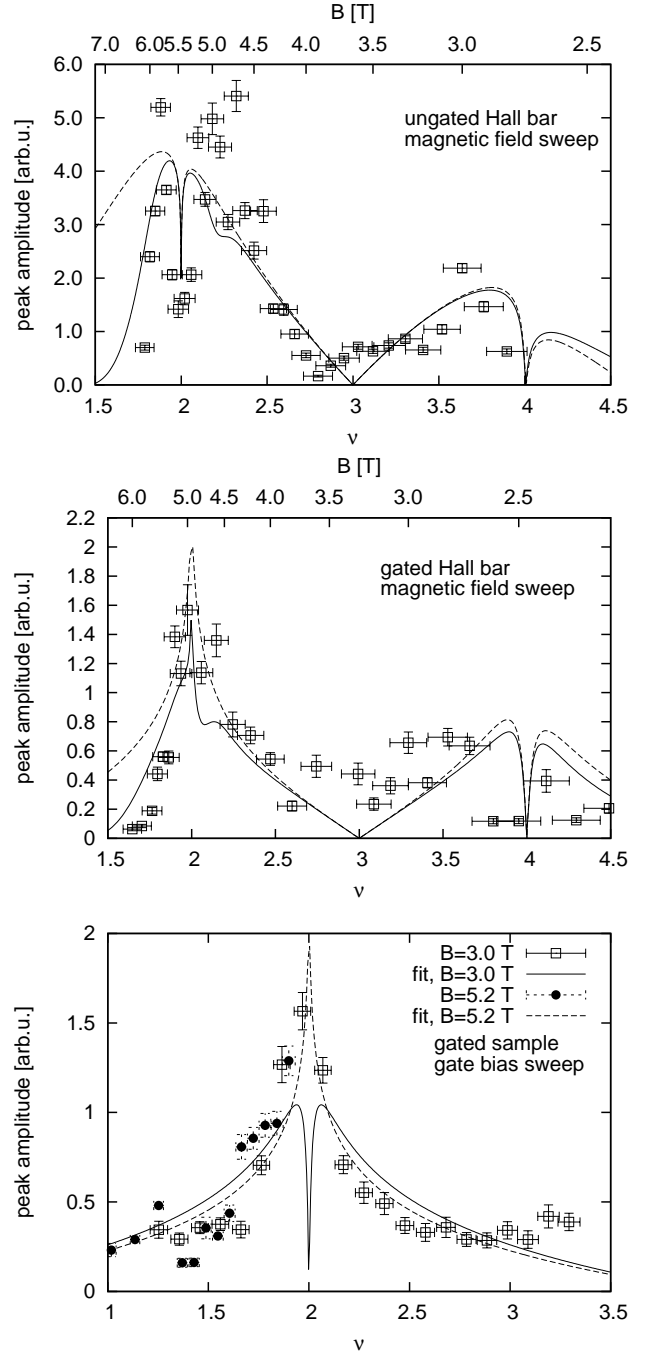 B [T]
7.0 6.0 5.5 5.0 4.5 4.0 3.5 3.0 2.5
6.0
5.0
4.0
3.0
2.0
1.0
0.0
peak amplitude [arb.u.]
ungated Hall bar
magnetic field sweep
1.5 2 2.5 3 3.5 4 4.5
ν
B [T]
6.0 5.0 4.5 4.0 3.5 3.0 2.5
2.2
2
1.8
1.6
1.4
1.2
1
0.8
0.6
0.4
0.2
0
peak amplitude [arb.u.]
gated Hall bar
magnetic field sweep
1.5 2 2.5 3 3.5 4 4.5
ν
2
1.5
1
0.5
0
peak amplitude [arb.u.]
B=3.0 T
fit, B=3.0 T
B=5.2 T
fit, B=5.2 T
gated sample
gate bias sweep
1 1.5 2 2.5 3 3.5
ν